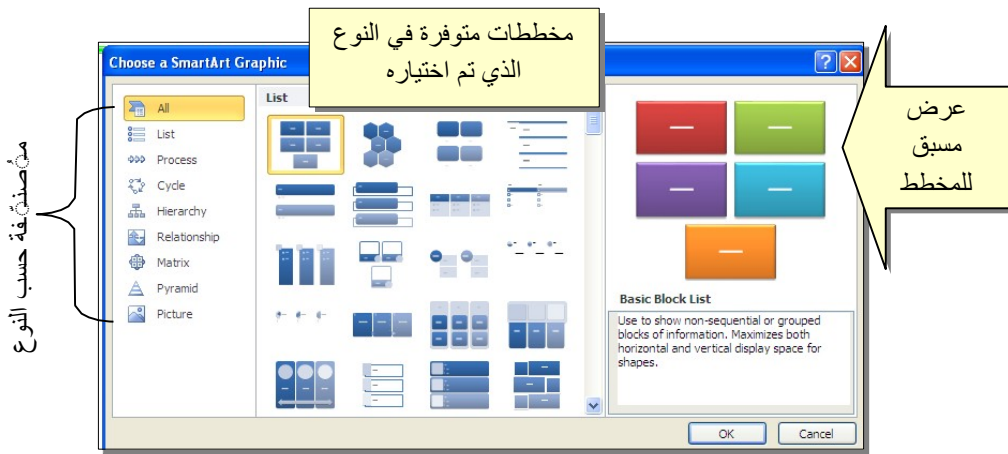 مخططات متوفرة في النوع
الذي تم اختياره
Choose a SmartArt Graphic
All
List
Process
Cycle
Hierarchy
Relationship
Matrix
Pyramid
Picture
List
عرض
مسبق
للمخطط
مُصنّفة حسب النوع
Basic Block List
Use to show non-sequential or grouped
blocks of information. Maximizes both
horizontal and vertical display space for
shapes.
OK
Cancel